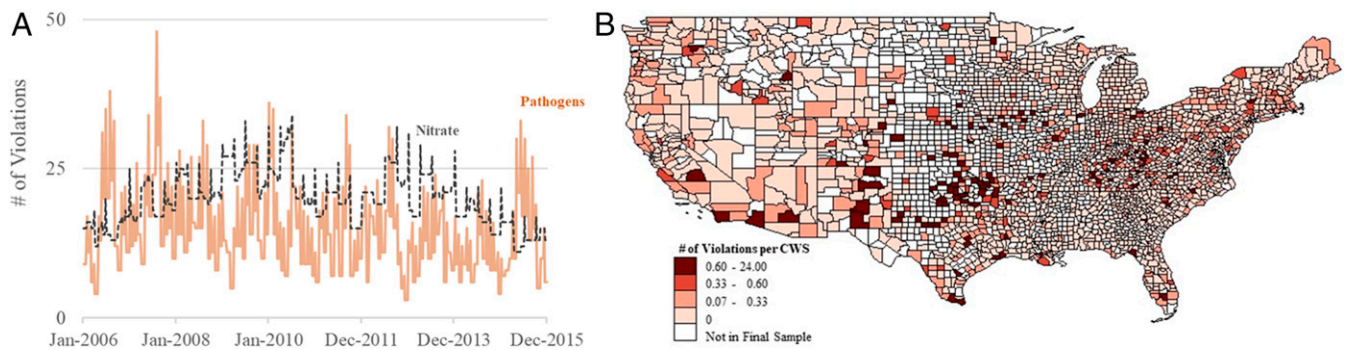 A
50
25
0
# of Violations
Pathogens
Nitrate
Jan-2006
Jan-2008
Jan-2010
Dec-2011
Dec-2013
Dec-2015
B
# of Violations per CWS
0.60 - 24.00
0.33 - 0.60
0.07 - 0.33
0
Not in Final Sample